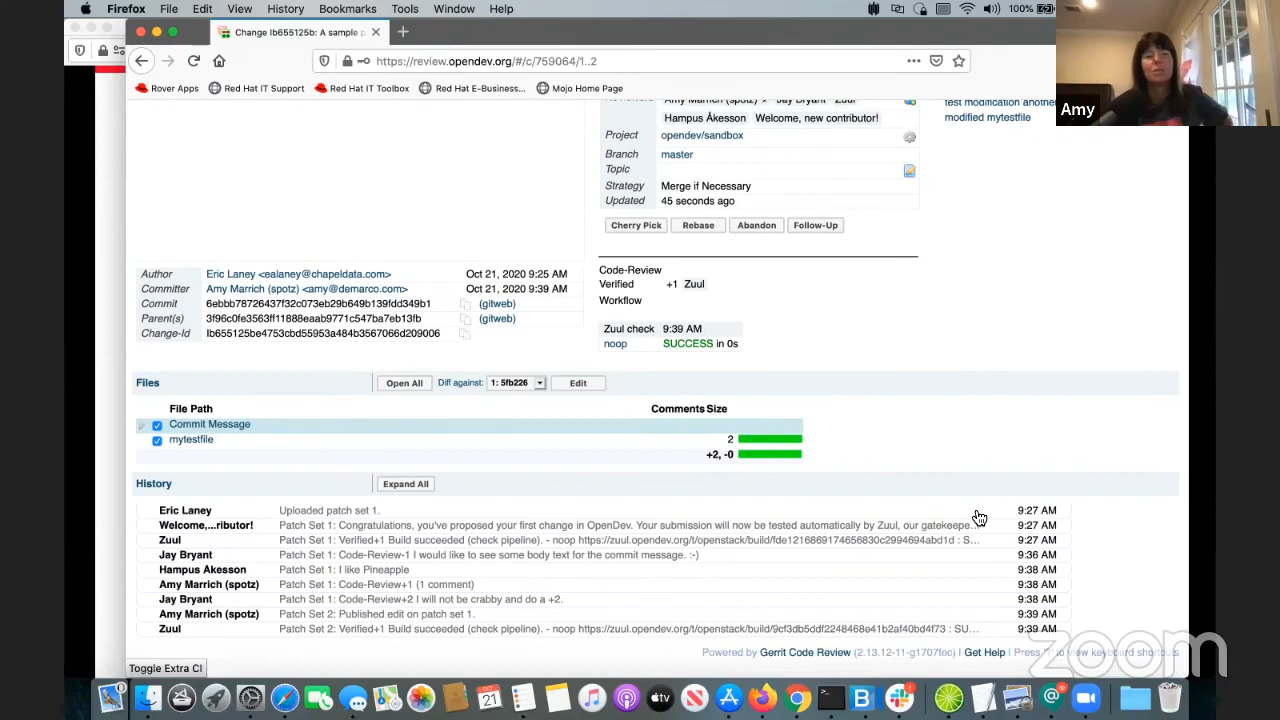 Firefox File Edit View History Bookmarks Tools Window Help 100%
Change Ib655125b: A sample p
https://review.opendev.org/#/c/759064/1..2
Rover Apps Red Hat IT Support Red Hat IT Toolbox Red Hat E-Business... Mojo Home Page
Amy Marrich (spotz) × Jay Bryant Zuul
Hampus Åkesson Welcome, new contributor!
test modification anothe
modified mytestfile
Amy
Project opendev/sandbox
Branch master
Topic
Strategy Merge if Necessary
Updated 45 seconds ago
Cherry Pick Rebase Abandon Follow-Up
Code-Review
Verified +1 Zuul
Workflow
Zuul check 9:39 AM
noop SUCCESS in 0s
Author Eric Laney <ealaney@chapeldata.com> Oct 21, 2020 9:25 AM
Committer Amy Marrich (spotz) <amy@demarco.com> Oct 21, 2020 9:39 AM
Commit 6ebbb78726437f32c073eb29b649b139fdd349b1 (gitweb)
Parent(s) 3f96c0fe3563ff11888eaab9771c547ba7eb13fb (gitweb)
Change-Id Ib655125be4753cbd55953a484b3567066d209006
Files Open All Diff against: 1: 5fb226 Edit
File Path Comments Size
Commit Message
mytestfile 2
+2, -0
History Expand All
Eric Laney Uploaded patch set 1. 9:27 AM
Welcome,...ributor! Patch Set 1: Congratulations, you've proposed your first change in OpenDev. Your submission will now be tested automatically by Zuul, our gatekeepe... 9:27 AM
Zuul Patch Set 1: Verified+1 Build succeeded (check pipeline). - noop https://zuul.opendev.org/t/openstack/build/fde1216869174656830c2994694abd1d : S... 9:27 AM
Jay Bryant Patch Set 1: Code-Review-1 I would like to see some body text for the commit message. :-) 9:36 AM
Hampus Åkesson Patch Set 1: I like Pineapple 9:38 AM
Amy Marrich (spotz) Patch Set 1: Code-Review+1 (1 comment) 9:38 AM
Jay Bryant Patch Set 1: Code-Review+2 I will not be crabby and do a +2. 9:38 AM
Amy Marrich (spotz) Patch Set 2: Published edit on patch set 1. 9:39 AM
Zuul Patch Set 2: Verified+1 Build succeeded (check pipeline). - noop https://zuul.opendev.org/t/openstack/build/9cf3db5ddf2248468e41b2af40bd4f73 : SU... 9:39 AM
Powered by Gerrit Code Review (2.13.12-11-g1707fec) | Get Help | Press '?' to view keyboard shortcuts
Toggle Extra CI
zoom